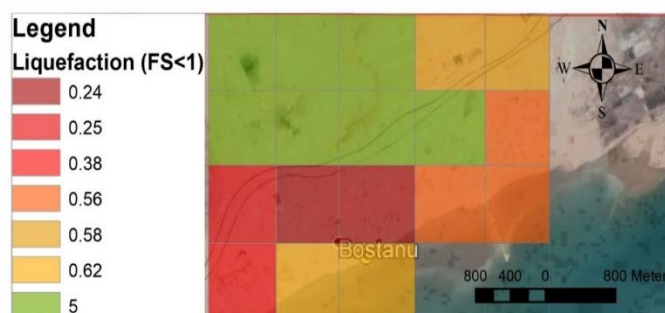 Legend
Liquefaction (FS<1)
0.24
0.25
0.38
0.56
0.58
0.62
5
N
W E
S
Bostanu
800 400 0 800 Meter